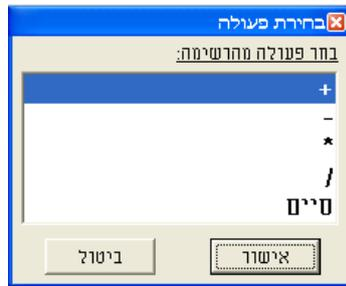 בחירת פעולה
בחר פעולה מהרשימה:
+
-
*
/
סיים
אישור
ביטול